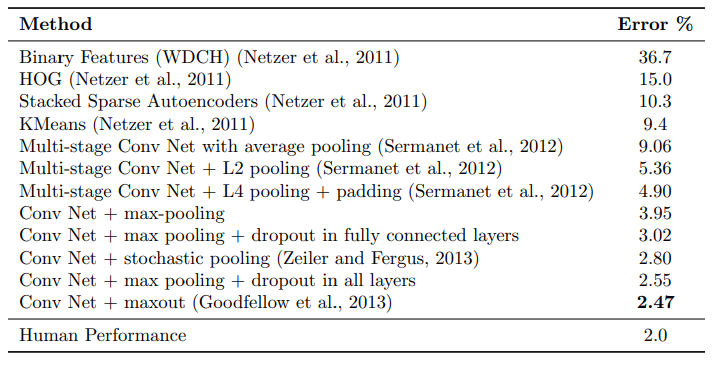 Method Error %
Binary Features (WDCH) (Netzer et al., 2011) 36.7
HOG (Netzer et al., 2011) 15.0
Stacked Sparse Autoencoders (Netzer et al., 2011) 10.3
KMeans (Netzer et al., 2011) 9.4
Multi-stage Conv Net with average pooling (Sermanet et al., 2012) 9.06
Multi-stage Conv Net + L2 pooling (Sermanet et al., 2012) 5.36
Multi-stage Conv Net + L4 pooling + padding (Sermanet et al., 2012) 4.90
Conv Net + max-pooling 3.95
Conv Net + max pooling + dropout in fully connected layers 3.02
Conv Net + stochastic pooling (Zeiler and Fergus, 2013) 2.80
Conv Net + max pooling + dropout in all layers 2.55
Conv Net + maxout (Goodfellow et al., 2013) 2.47
Human Performance 2.0